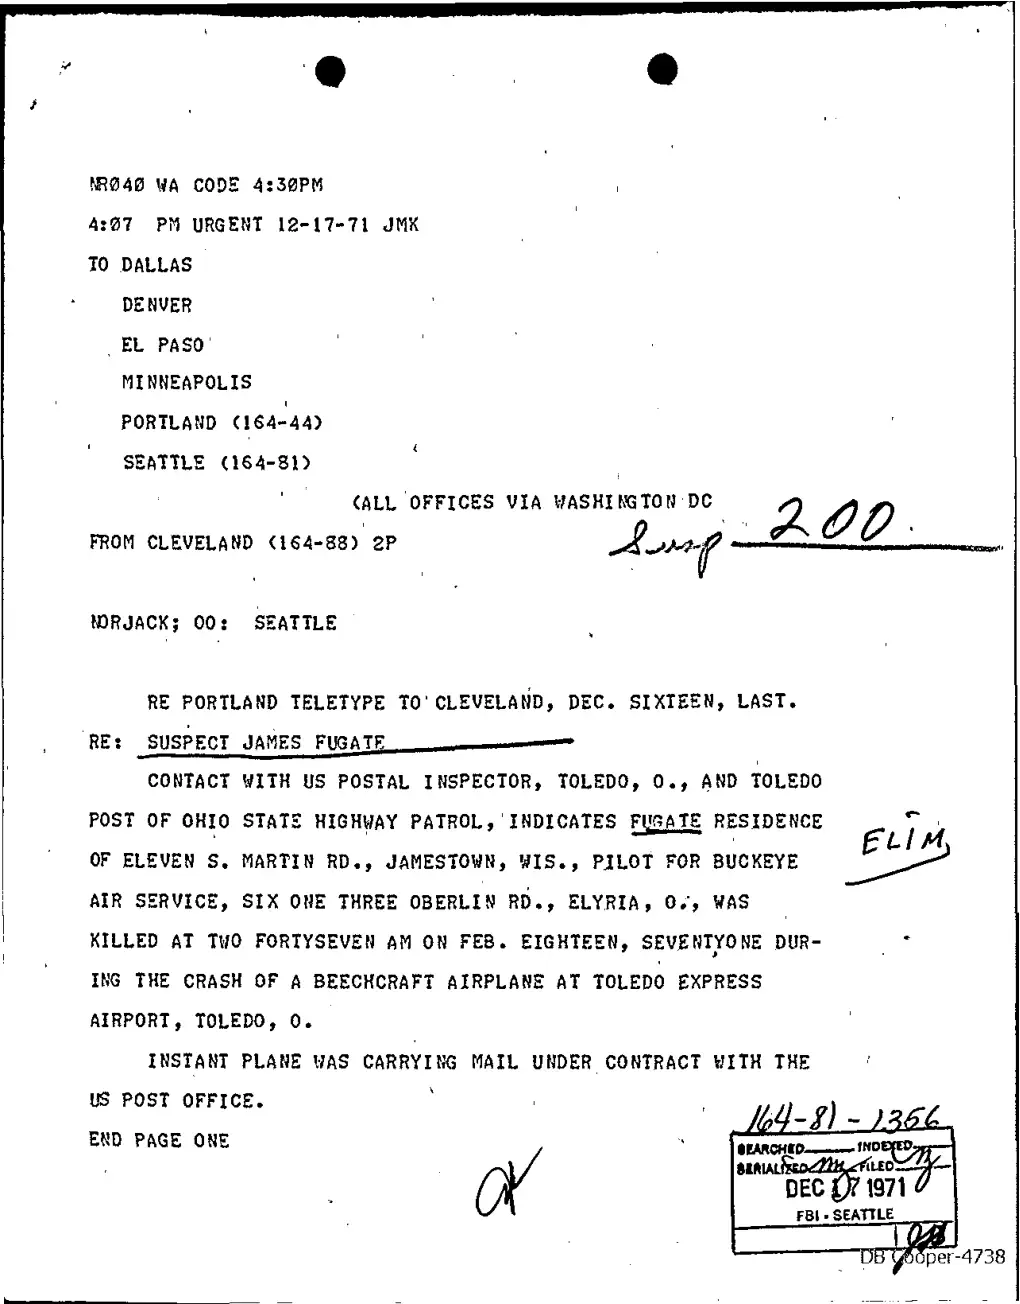 NR040 WA CODE 4:30PM
4:07 PM URGENT 12-17-71 JMK
TO DALLAS
DENVER
EL PASO
MINNEAPOLIS
PORTLAND (164-44)
SEATTLE (164-81)
(ALL OFFICES VIA WASHINGTON DC
Susp 200
FROM CLEVELAND (164-88) 2P
NORJACK; OO: SEATTLE
RE PORTLAND TELETYPE TO CLEVELAND, DEC. SIXTEEN, LAST.
RE: SUSPECT JAMES FUGATE
CONTACT WITH US POSTAL INSPECTOR, TOLEDO, O., AND TOLEDO
POST OF OHIO STATE HIGHWAY PATROL, INDICATES FUGATE RESIDENCE
ELIM
OF ELEVEN S. MARTIN RD., JAMESTOWN, WIS., PILOT FOR BUCKEYE
AIR SERVICE, SIX ONE THREE OBERLIN RD., ELYRIA, O., WAS
KILLED AT TWO FORTYSEVEN AM ON FEB. EIGHTEEN, SEVENTYONE DUR-
ING THE CRASH OF A BEECHCRAFT AIRPLANE AT TOLEDO EXPRESS
AIRPORT, TOLEDO, O.
INSTANT PLANE WAS CARRYING MAIL UNDER CONTRACT WITH THE
US POST OFFICE.
END PAGE ONE
164-81-1356
SEARCHED INDEXED
SERIALIZED FILED
DEC 17 1971
FBI - SEATTLE
DB Cooper-4738